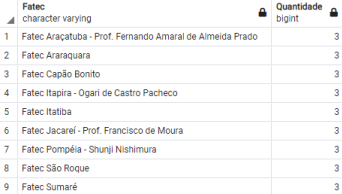 Fatec Quantidade
character varying bigint
1 Fatec Araçatuba - Prof. Fernando Amaral de Almeida Prado 3
2 Fatec Araraquara 3
3 Fatec Capão Bonito 3
4 Fatec Itapira - Ogari de Castro Pacheco 3
5 Fatec Itatiba 3
6 Fatec Jacareí - Prof. Francisco de Moura 3
7 Fatec Pompéia - Shunji Nishimura 3
8 Fatec São Roque 3
9 Fatec Sumaré 3